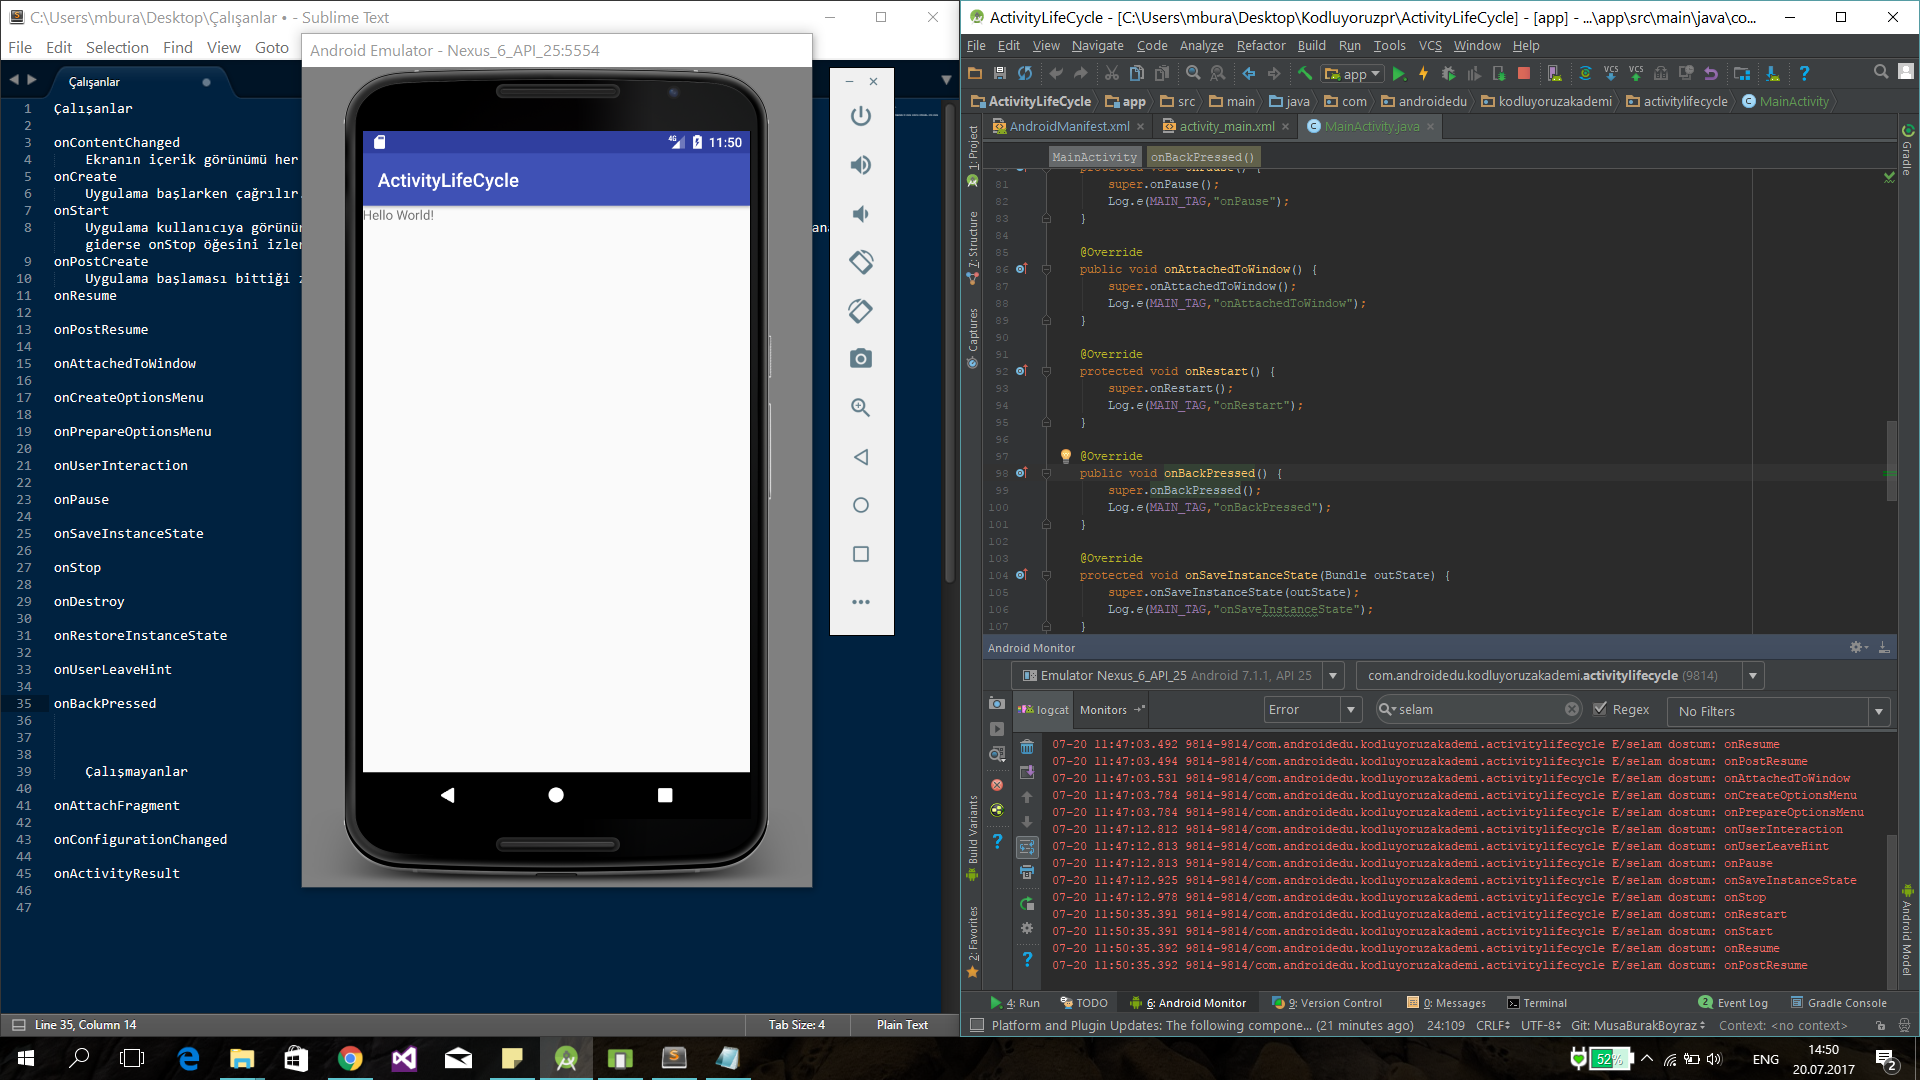 C:\Users\mbura\Desktop\Çalışanlar • - Sublime Text
File Edit Selection Find View Goto
Çalışanlar
1 Çalışanlar
2
3 onContentChanged
4 Ekranın içerik görünümü her
5 onCreate
6 Uygulama başlarken çağrılır.
7 onStart
8 Uygulama kullanıcıya görünür
giderse onStop öğesini izler
9 onPostCreate
10 Uygulama başlaması bittiği
11 onResume
12
13 onPostResume
14
15 onAttachedToWindow
16
17 onCreateOptionsMenu
18
19 onPrepareOptionsMenu
20
21 onUserInteraction
22
23 onPause
24
25 onSaveInstanceState
26
27 onStop
28
29 onDestroy
30
31 onRestoreInstanceState
32
33 onUserLeaveHint
34
35 onBackPressed
36
37
38
39 Çalışmayanlar
40
41 onAttachFragment
42
43 onConfigurationChanged
44
45 onActivityResult
46
47
Line 35, Column 14
Tab Size: 4
Plain Text
Android Emulator - Nexus_6_API_25:5554
4G 11:50
ActivityLifeCycle
Hello World!
ActivityLifeCycle - [C:\Users\mbura\Desktop\Kodluyoruzpr\ActivityLifeCycle] - [app] - ...\app\src\main\java\co...
File Edit View Navigate Code Analyze Refactor Build Run Tools VCS Window Help
app
VCS VCS
ActivityLifeCycle app src main java com androidedu kodluyoruzakademi activitylifecycle MainActivity
AndroidManifest.xml activity_main.xml MainActivity.java
MainActivity onBackPressed()
1: Project
7: Structure
Captures
Build Variants
2: Favorites
Gradle
Android Model
protected void onPause() {
81 super.onPause();
82 Log.e(MAIN_TAG,"onPause");
83 }
84
85 @Override
86 public void onAttachedToWindow() {
87 super.onAttachedToWindow();
88 Log.e(MAIN_TAG,"onAttachedToWindow");
89 }
90
91 @Override
92 protected void onRestart() {
93 super.onRestart();
94 Log.e(MAIN_TAG,"onRestart");
95 }
96
97 @Override
98 public void onBackPressed() {
99 super.onBackPressed();
100 Log.e(MAIN_TAG,"onBackPressed");
101 }
102
103 @Override
104 protected void onSaveInstanceState(Bundle outState) {
105 super.onSaveInstanceState(outState);
106 Log.e(MAIN_TAG,"onSaveInstanceState");
107 }
Android Monitor
Emulator Nexus_6_API_25 Android 7.1.1, API 25
com.androidedu.kodluyoruzakademi.activitylifecycle (9814)
logcat Monitors Error selam Regex No Filters
07-20 11:47:03.492 9814-9814/com.androidedu.kodluyoruzakademi.activitylifecycle E/selam dostum: onResume
07-20 11:47:03.494 9814-9814/com.androidedu.kodluyoruzakademi.activitylifecycle E/selam dostum: onPostResume
07-20 11:47:03.531 9814-9814/com.androidedu.kodluyoruzakademi.activitylifecycle E/selam dostum: onAttachedToWindow
07-20 11:47:03.784 9814-9814/com.androidedu.kodluyoruzakademi.activitylifecycle E/selam dostum: onCreateOptionsMenu
07-20 11:47:03.784 9814-9814/com.androidedu.kodluyoruzakademi.activitylifecycle E/selam dostum: onPrepareOptionsMenu
07-20 11:47:12.812 9814-9814/com.androidedu.kodluyoruzakademi.activitylifecycle E/selam dostum: onUserInteraction
07-20 11:47:12.813 9814-9814/com.androidedu.kodluyoruzakademi.activitylifecycle E/selam dostum: onUserLeaveHint
07-20 11:47:12.813 9814-9814/com.androidedu.kodluyoruzakademi.activitylifecycle E/selam dostum: onPause
07-20 11:47:12.925 9814-9814/com.androidedu.kodluyoruzakademi.activitylifecycle E/selam dostum: onSaveInstanceState
07-20 11:47:12.978 9814-9814/com.androidedu.kodluyoruzakademi.activitylifecycle E/selam dostum: onStop
07-20 11:50:35.391 9814-9814/com.androidedu.kodluyoruzakademi.activitylifecycle E/selam dostum: onRestart
07-20 11:50:35.391 9814-9814/com.androidedu.kodluyoruzakademi.activitylifecycle E/selam dostum: onStart
07-20 11:50:35.392 9814-9814/com.androidedu.kodluyoruzakademi.activitylifecycle E/selam dostum: onResume
07-20 11:50:35.392 9814-9814/com.androidedu.kodluyoruzakademi.activitylifecycle E/selam dostum: onPostResume
4: Run TODO 6: Android Monitor 9: Version Control 0: Messages Terminal 2 Event Log Gradle Console
Platform and Plugin Updates: The following compone... (21 minutes ago) 24:109 CRLF UTF-8 Git: MusaBurakBoyraz Context: <no context>
52% ENG 14:50
20.07.2017
2